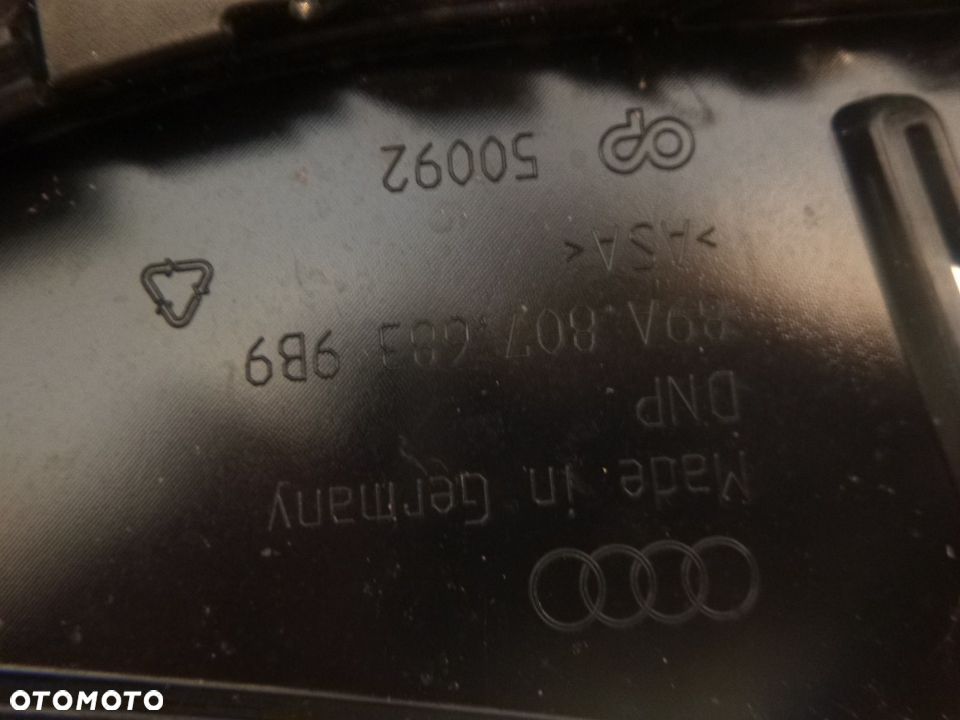 Made in Germany
DNP
89A.807.683 9B9
>ASA<
50092
OTOMOTO